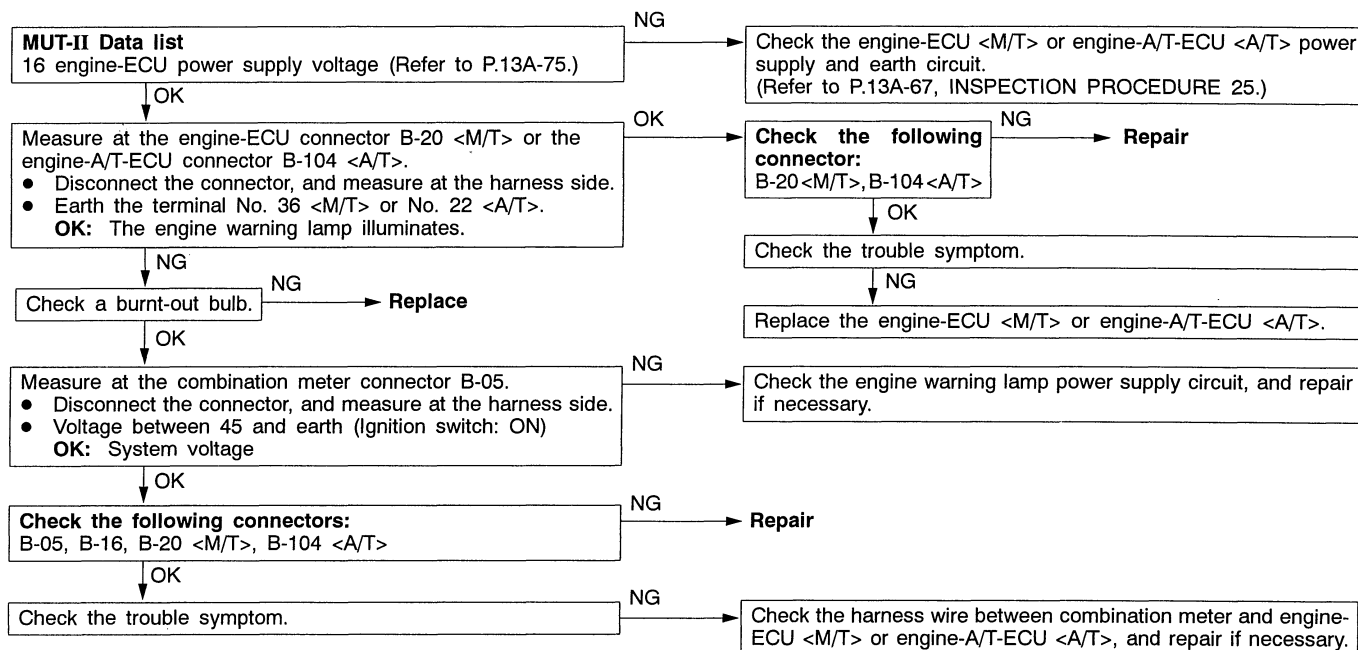 MUT-II Data list
16 engine-ECU power supply voltage (Refer to P.13A-75.)
NG
Check the engine-ECU <M/T> or engine-A/T-ECU <A/T> power
supply and earth circuit.
(Refer to P.13A-67, INSPECTION PROCEDURE 25.)
OK
Measure at the engine-ECU connector B-20 <M/T> or the
engine-A/T-ECU connector B-104 <A/T>.
● Disconnect the connector, and measure at the harness side.
● Earth the terminal No. 36 <M/T> or No. 22 <A/T>.
OK: The engine warning lamp illuminates.
OK
Check the following
connector:
B-20<M/T>, B-104<A/T>
NG
Repair
OK
Check the trouble symptom.
NG
Replace the engine-ECU <M/T> or engine-A/T-ECU <A/T>.
NG
Check a burnt-out bulb.
NG
Replace
OK
Measure at the combination meter connector B-05.
● Disconnect the connector, and measure at the harness side.
● Voltage between 45 and earth (Ignition switch: ON)
OK: System voltage
NG
Check the engine warning lamp power supply circuit, and repair
if necessary.
OK
Check the following connectors:
B-05, B-16, B-20 <M/T>, B-104 <A/T>
NG
Repair
OK
Check the trouble symptom.
NG
Check the harness wire between combination meter and engine-
ECU <M/T> or engine-A/T-ECU <A/T>, and repair if necessary.